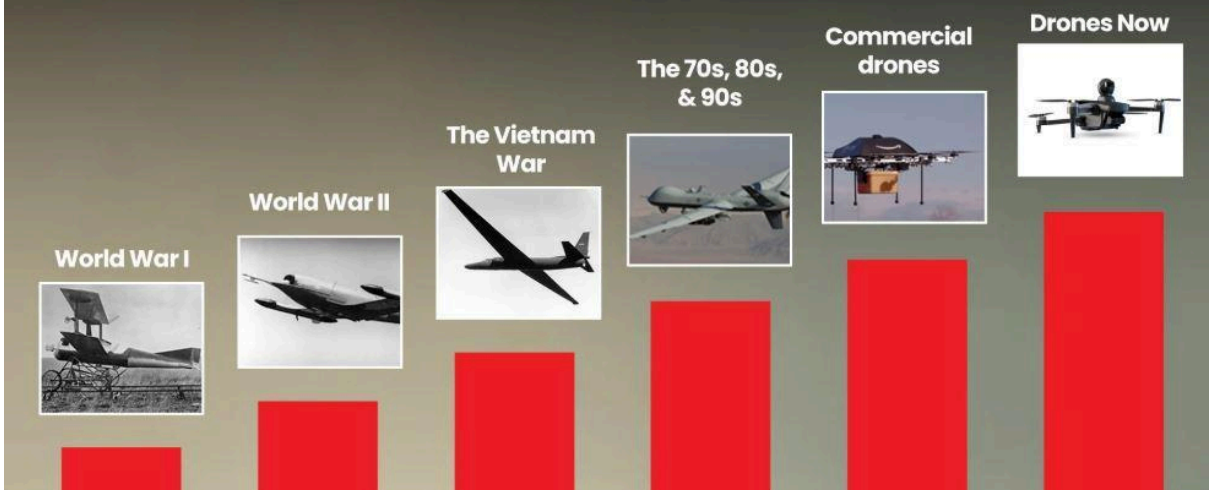 World War I
World War II
The Vietnam
War
The 70s, 80s,
& 90s
Commercial
drones
Drones Now